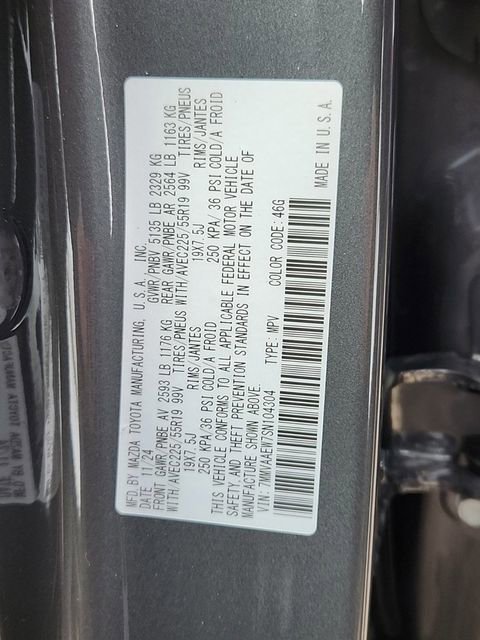 MFD. BY MAZDA TOYOTA MANUFACTURING, U.S.A. INC.
DATE 11/24 GVWR/PNBV 5135 LB 2329 KG
FRONT GAWR/PNBE AV 2593 LB 1176 KG REAR GAWR/PNBE AR 2564 LB 1163 KG
WITH/AVEC225/55R19 99V TIRES/PNEUS WITH/AVEC225/55R19 99V TIRES/PNEUS
19X7.5J RIMS/JANTES 19X7.5J RIMS/JANTES
250 KPA/ 36 PSI COLD/A FROID 250 KPA/ 36 PSI COLD/A FROID
THIS VEHICLE CONFORMS TO ALL APPLICABLE FEDERAL MOTOR VEHICLE
SAFETY AND THEFT PREVENTION STANDARDS IN EFFECT ON THE DATE OF
MANUFACTURE SHOWN ABOVE.
VIN: 7MMVAAEW7SN104304 TYPE: MPV COLOR CODE: 46G
MADE IN U.S.A.